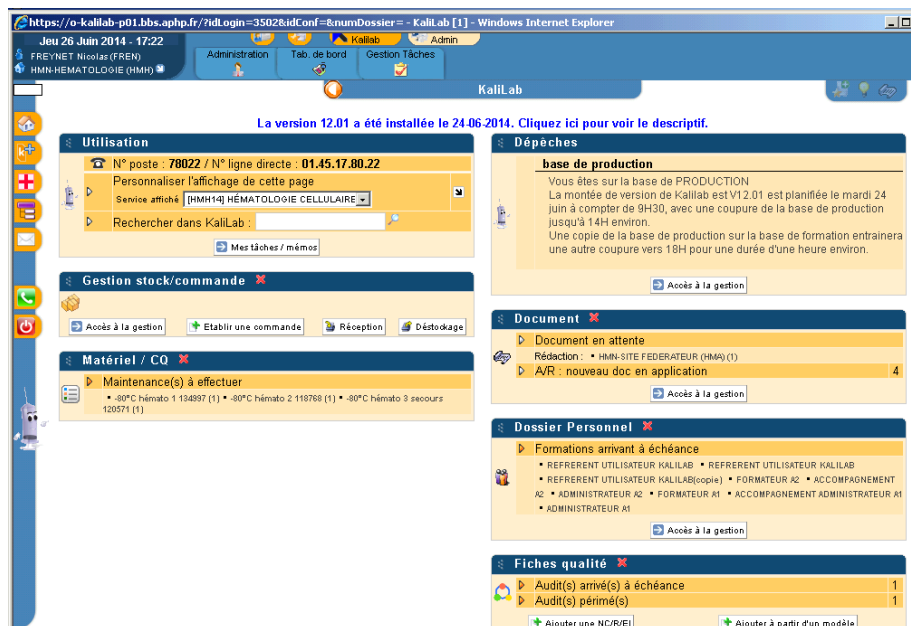 https://o-kalilab-p01.bbs.aphp.fr/?idLogin=3502&idConf=&numDossier= - KaliLab [1] - Windows Internet Explorer
Jeu 26 Juin 2014 - 17:22
FREYNET Nicolas (FREN)
HMN-HEMATOLOGIE (HMH)
Kalilab
Admin
Administration
Tab. de bord
Gestion Tâches
KaliLab
La version 12.01 a été installée le 24-06-2014. Cliquez ici pour voir le descriptif.
Utilisation
N° poste : 78022 / N° ligne directe : 01.45.17.80.22
Personnaliser l'affichage de cette page
Service affiché [HMH14] HÉMATOLOGIE CELLULAIRE
Rechercher dans KaliLab :
Mes tâches / mémos
Gestion stock/commande
Accès à la gestion
Etablir une commande
Réception
Déstockage
Matériel / CQ
Maintenance(s) à effectuer
▪ -80°C hémato 1 134997 (1) ▪ -80°C hémato 2 118768 (1) ▪ -80°C hémato 3 secours
120571 (1)
Dépèches
base de production
Vous êtes sur la base de PRODUCTION
La montée de version de Kalilab est V12.01 est planifiée le mardi 24
juin à compter de 9H30, avec une coupure de la base de production
jusqu'à 14H environ.
Une copie de la base de production sur la base de formation entrainera
une autre coupure vers 18H pour une durée d'une heure environ.
Accès à la gestion
Document
Document en attente
Rédaction : ▪ HMN-SITE FEDERATEUR (HMA) (1)
A/R : nouveau doc en application 4
Accès à la gestion
Dossier Personnel
Formations arrivant à échéance
▪ REFRERENT UTILISATEUR KALILAB ▪ REFRERENT UTILISATEUR KALILAB
▪ REFRERENT UTILISATEUR KALILAB(copie) ▪ FORMATEUR A2 ▪ ACCOMPAGNEMENT
A2 ▪ ADMINISTRATEUR A2 ▪ FORMATEUR A1 ▪ ACCOMPAGNEMENT ADMINISTRATEUR A1
▪ ADMINISTRATEUR A1
Accès à la gestion
Fiches qualité
Audit(s) arrivé(s) à échéance 1
Audit(s) périmé(s) 1
Ajouter une NC/R/EI
Ajouter à partir d'un modèle